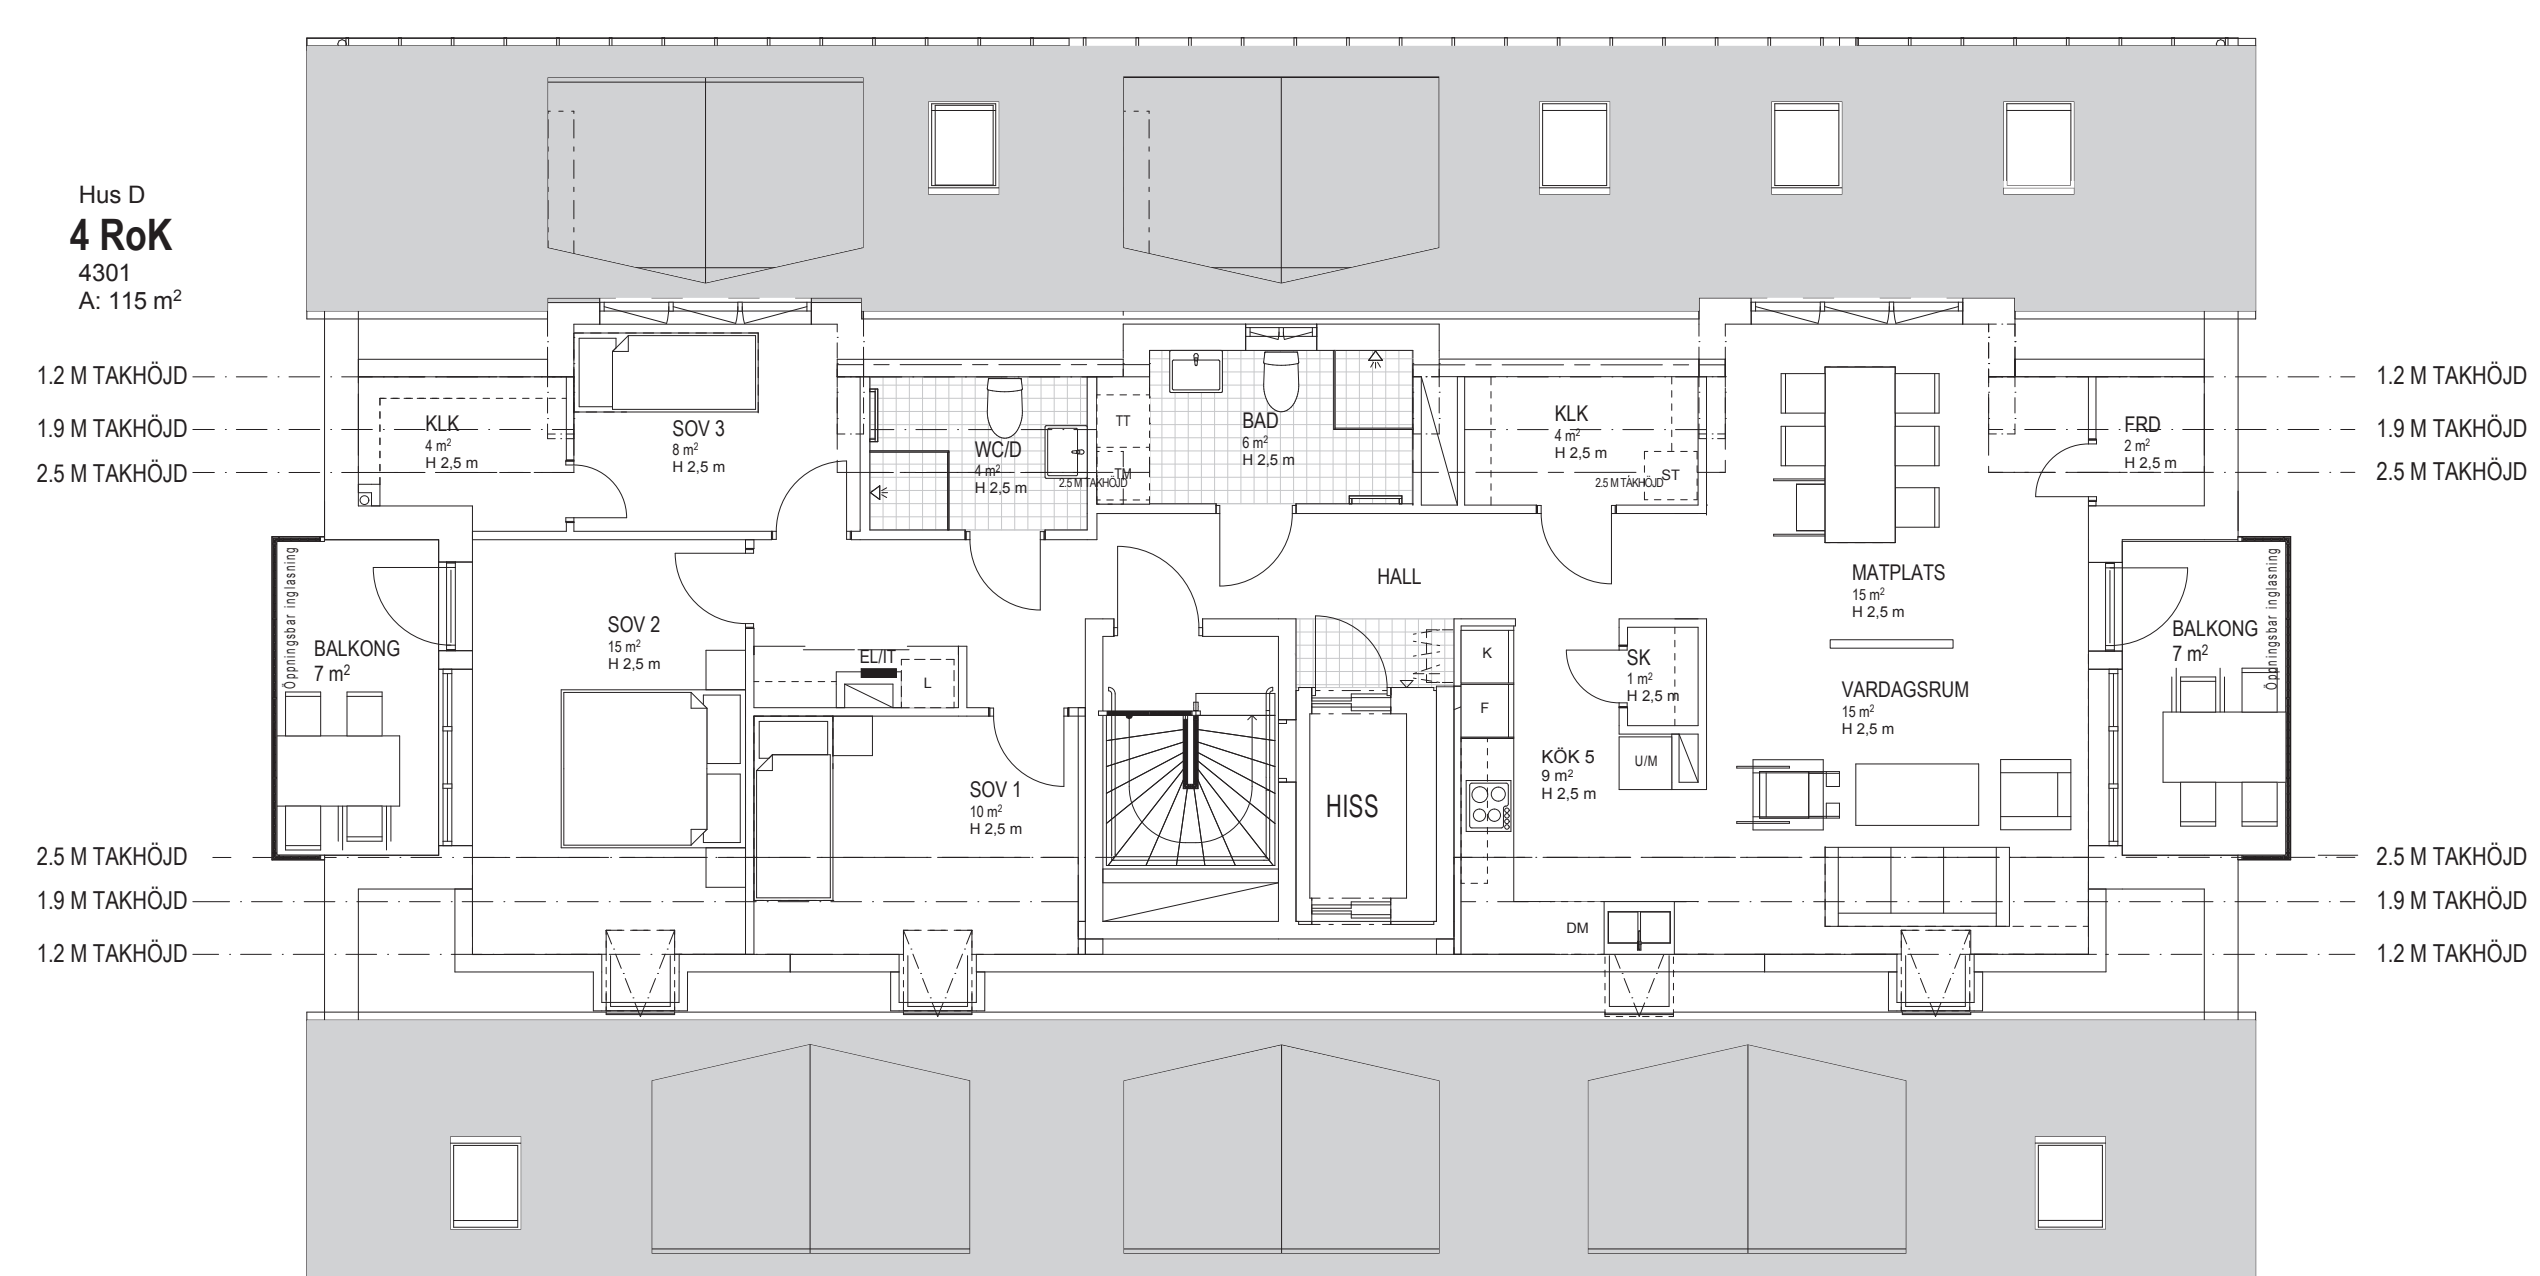 Hus D
4 RoK
4301
A: 115 m²
1.2 M TAKHÖJD
1.9 M TAKHÖJD
2.5 M TAKHÖJD
2.5 M TAKHÖJD
1.9 M TAKHÖJD
1.2 M TAKHÖJD
Öppningsbar inglasning
BALKONG
7 m²
KLK
4 m²
H 2,5 m
SOV 3
8 m²
H 2,5 m
WC/D
4 m²
H 2,5 m
TT
TM
2.5 M TAKHÖJD
BAD
6 m²
H 2,5 m
KLK
4 m²
H 2,5 m
2.5 M TAKHÖJD
ST
FRD
2 m²
H 2,5 m
HALL
MATPLATS
15 m²
H 2,5 m
SOV 2
15 m²
H 2,5 m
EL/IT
L
K
F
SK
1 m²
H 2,5 m
VARDAGSRUM
15 m²
H 2,5 m
SOV 1
10 m²
H 2,5 m
HISS
KÖK 5
9 m²
H 2,5 m
U/M
DM
BALKONG
7 m²
Öppningsbar inglasning
1.2 M TAKHÖJD
1.9 M TAKHÖJD
2.5 M TAKHÖJD
2.5 M TAKHÖJD
1.9 M TAKHÖJD
1.2 M TAKHÖJD